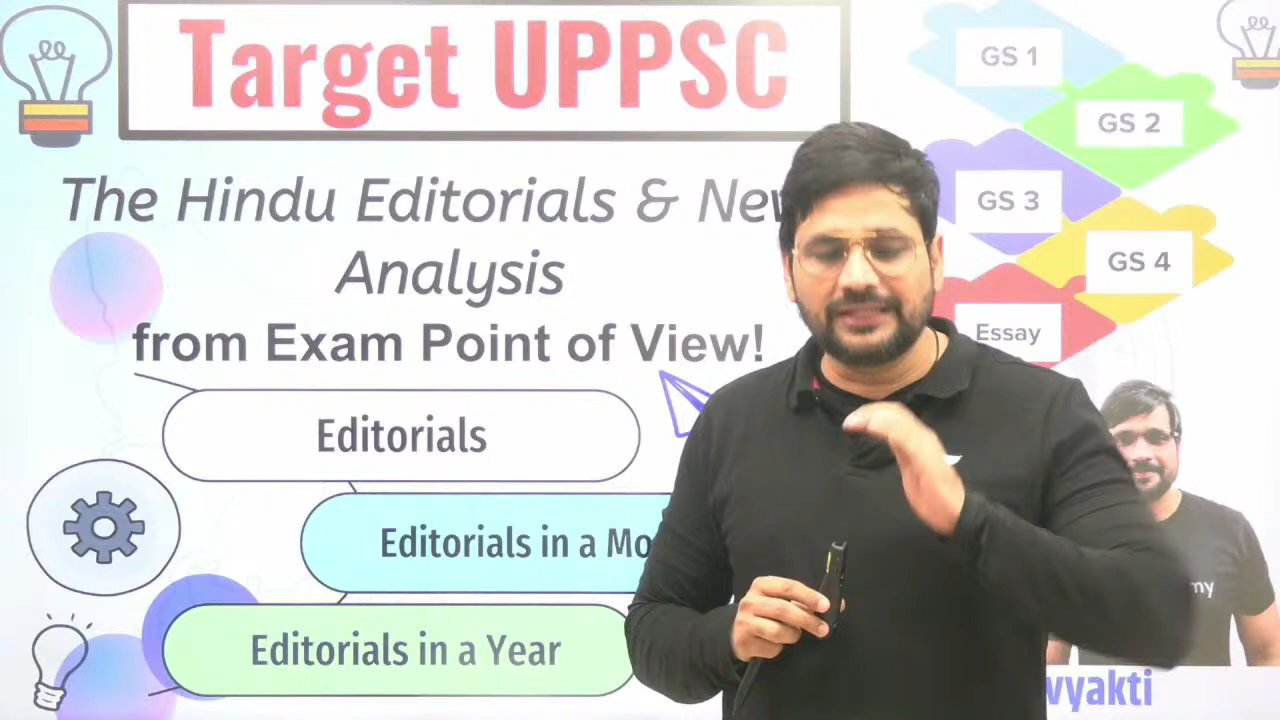 Target UPPSC
The Hindu Editorials & New
Analysis
from Exam Point of View!
Editorials
Editorials in a Mo
Editorials in a Year
GS 1
GS 2
GS 3
GS 4
Essay
my
vyakti